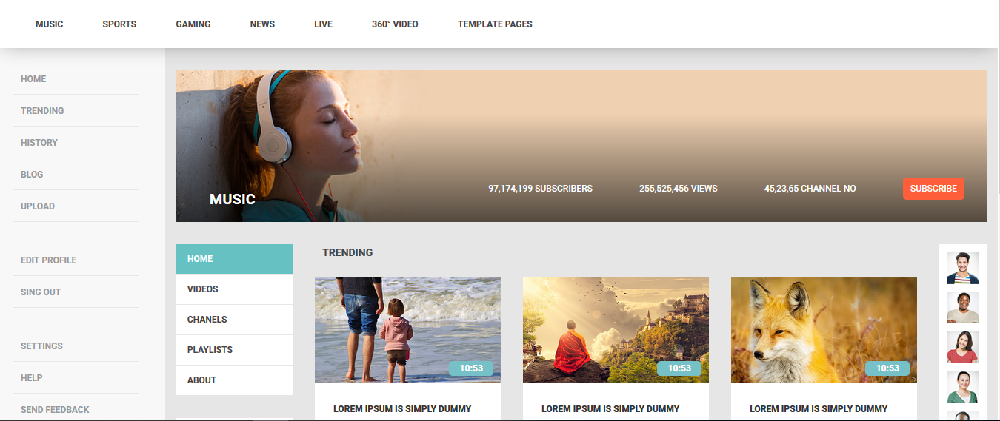 MUSIC SPORTS GAMING NEWS LIVE 360° VIDEO TEMPLATE PAGES
HOME
TRENDING
HISTORY
BLOG
UPLOAD
EDIT PROFILE
SING OUT
SETTINGS
HELP
SEND FEEDBACK
MUSIC
97,174,199 SUBSCRIBERS 255,525,456 VIEWS 45,23,65 CHANNEL NO SUBSCRIBE
HOME
VIDEOS
CHANELS
PLAYLISTS
ABOUT
TRENDING
10:53
LOREM IPSUM IS SIMPLY DUMMY
10:53
LOREM IPSUM IS SIMPLY DUMMY
10:53
LOREM IPSUM IS SIMPLY DUMMY